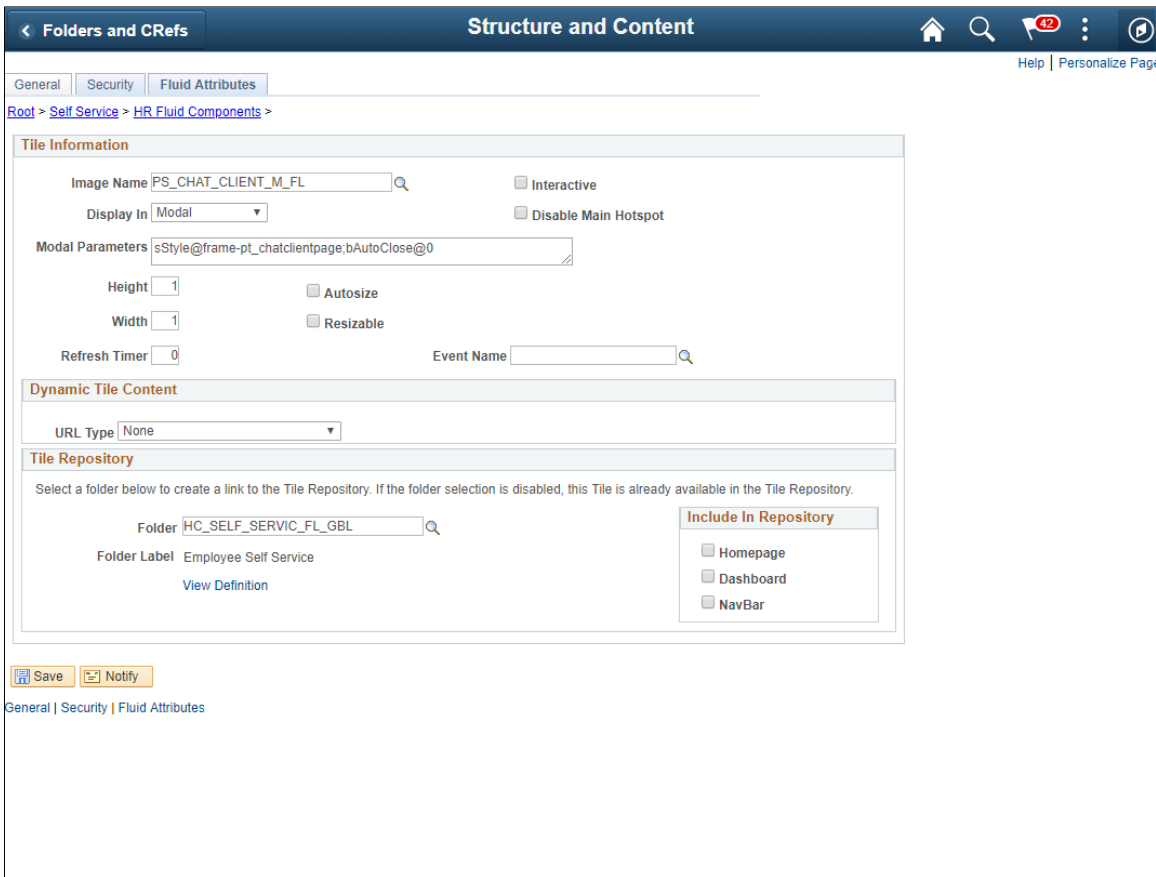 Folders and CRefs
Structure and Content
42
Help | Personalize Page
General
Security
Fluid Attributes
Root > Self Service > HR Fluid Components >
Tile Information
Image Name PS_CHAT_CLIENT_M_FL
Interactive
Display In Modal
Disable Main Hotspot
Modal Parameters sStyle@frame-pt_chatclientpage;bAutoClose@0
Height 1
Autosize
Width 1
Resizable
Refresh Timer 0
Event Name
Dynamic Tile Content
URL Type None
Tile Repository
Select a folder below to create a link to the Tile Repository. If the folder selection is disabled, this Tile is already available in the Tile Repository.
Folder HC_SELF_SERVIC_FL_GBL
Folder Label Employee Self Service
View Definition
Include In Repository
Homepage
Dashboard
NavBar
Save
Notify
General | Security | Fluid Attributes